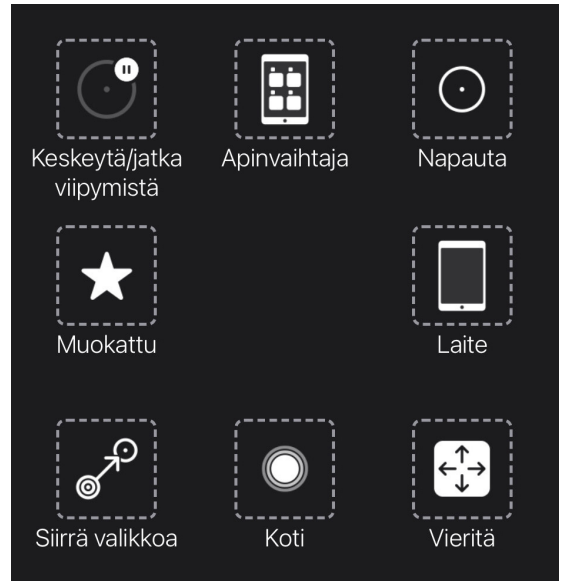 Keskeytä/jatka
viipymistä
Apinvaihtaja
Napauta
Muokattu
Laite
Siirrä valikkoa
Koti
Vieritä